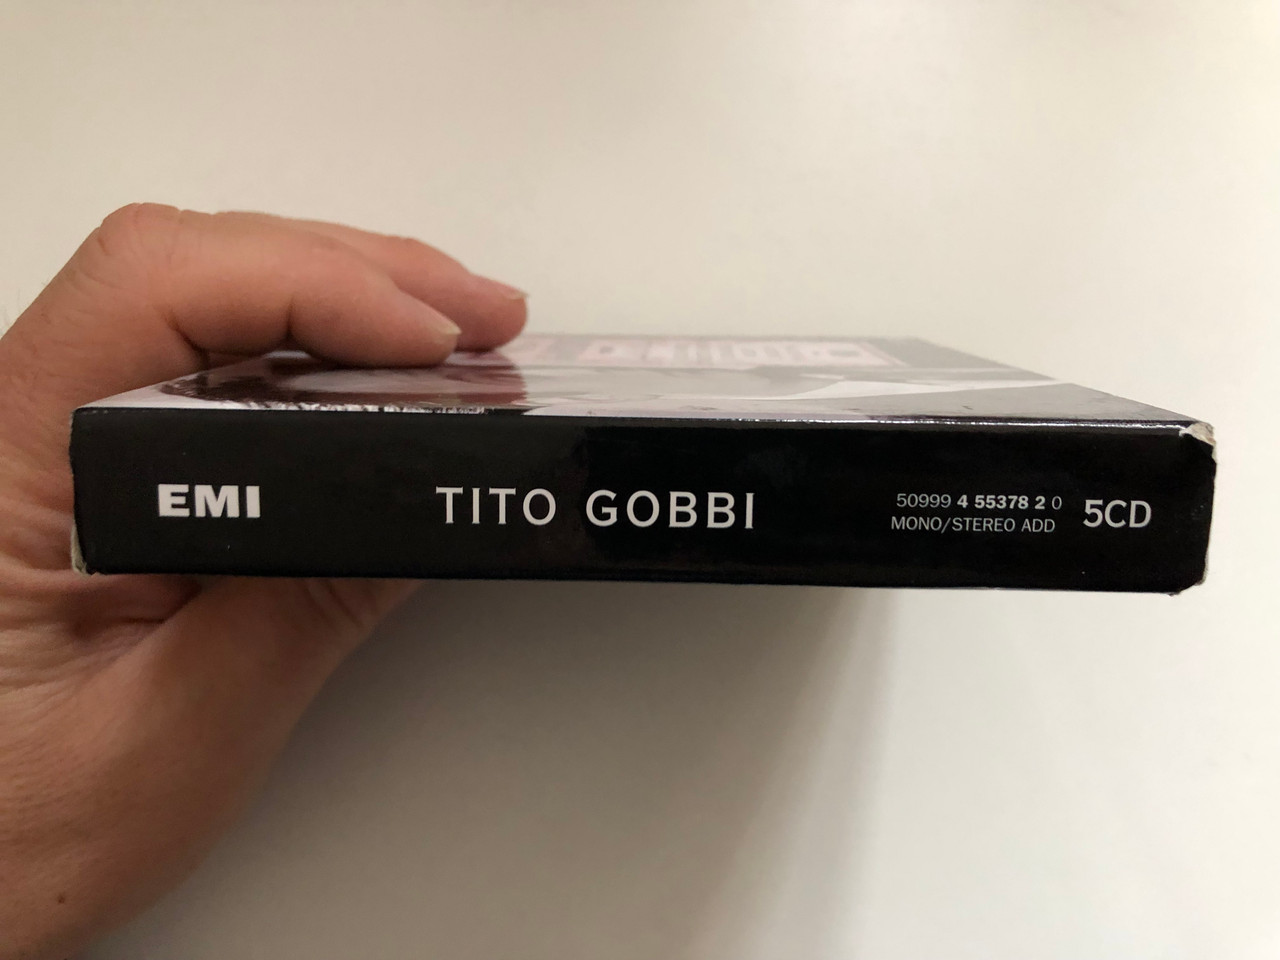 EMI
TITO GOBBI
50999 4 55378 2 0
MONO/STEREO ADD
5CD